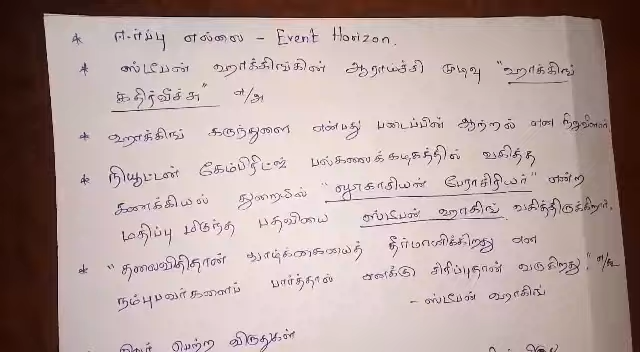 * ஈர்ப்பு எல்லை - Event Horizon.
* ஸ்டீபன் ஹாக்கிங்கின் ஆராய்ச்சி முடிவு "ஹாக்கிங்
கதிர்வீச்சு"
* ஹாக்கிங் கருந்துளை என்பது படைப்பின் ஆற்றல் என நிறுவினார்
* நியூட்டன் கேம்பிரிட்ஜ் பல்கலைக்கழகத்தில் வகித்த
கணக்கியல் துறையில் "லூகாசியன் பேராசிரியர்" என்ற
மதிப்பு மிகுந்த பதவியை ஸ்டீபன் ஹாகிங் வகித்திருக்கிறார்.
* "தலைவிதிதான் வாழ்க்கையைத் தீர்மானிக்கிறது என
நம்புபவர்களைப் பார்த்தால் எனக்கு சிரிப்புதான் வருகிறது."
- ஸ்டீபன் ஹாகிங்
பெற்ற விருதுகள்